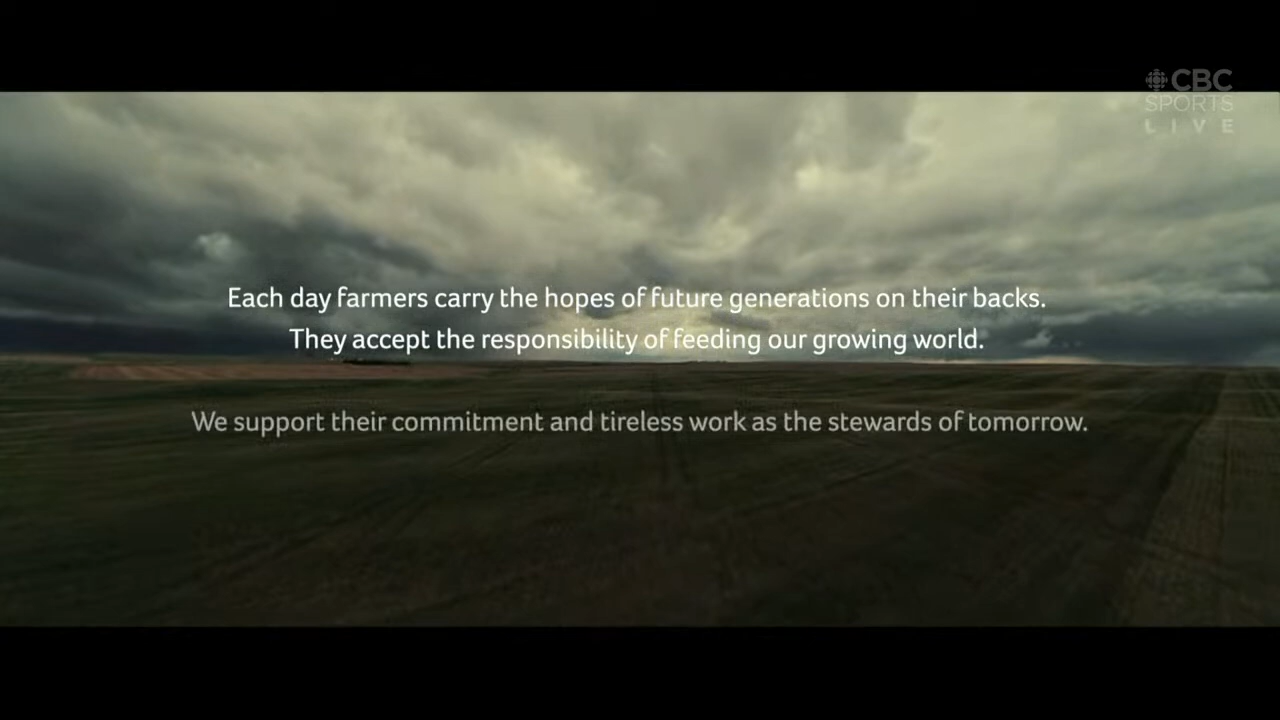 CBC
SPORTS
LIVE
Each day farmers carry the hopes of future generations on their backs.
They accept the responsibility of feeding our growing world.
We support their commitment and tireless work as the stewards of tomorrow.